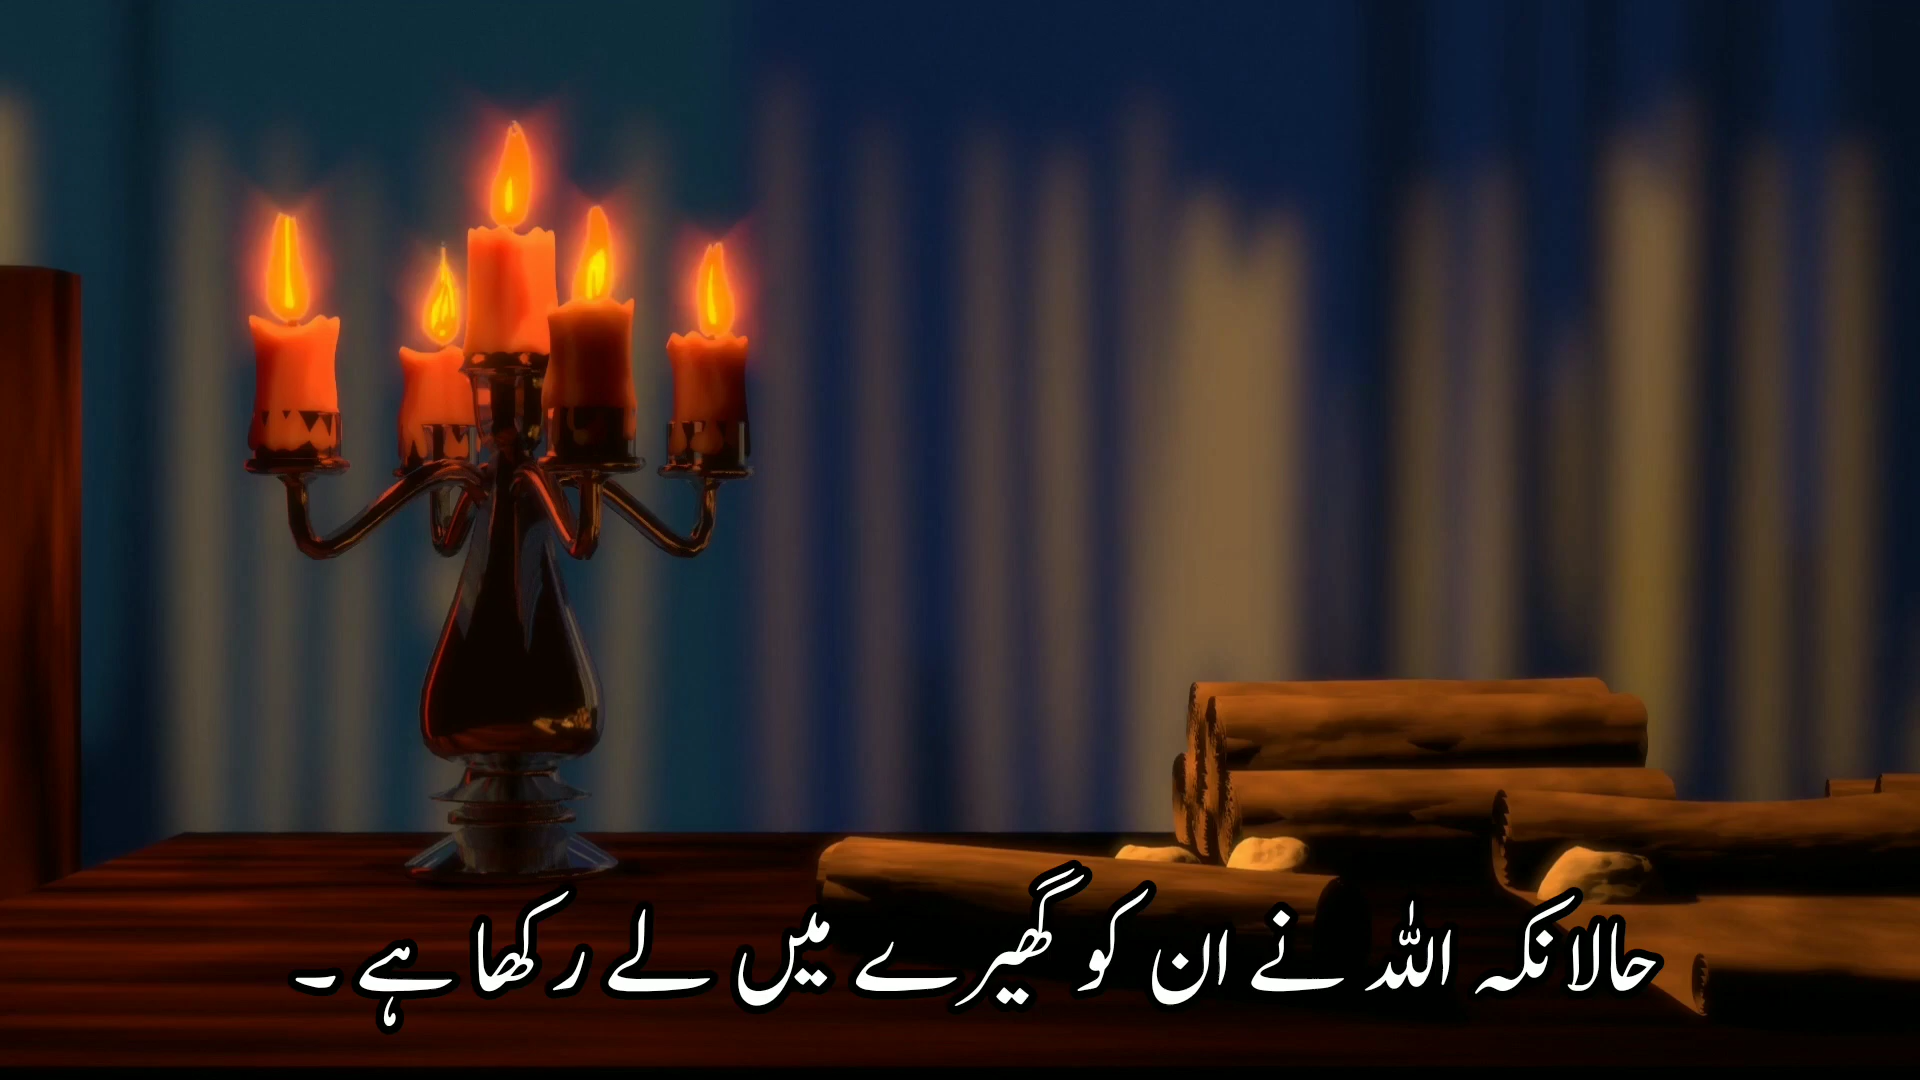 حالانکہ اللہ نے ان کو گھیرے میں لے رکھا ہے ۔